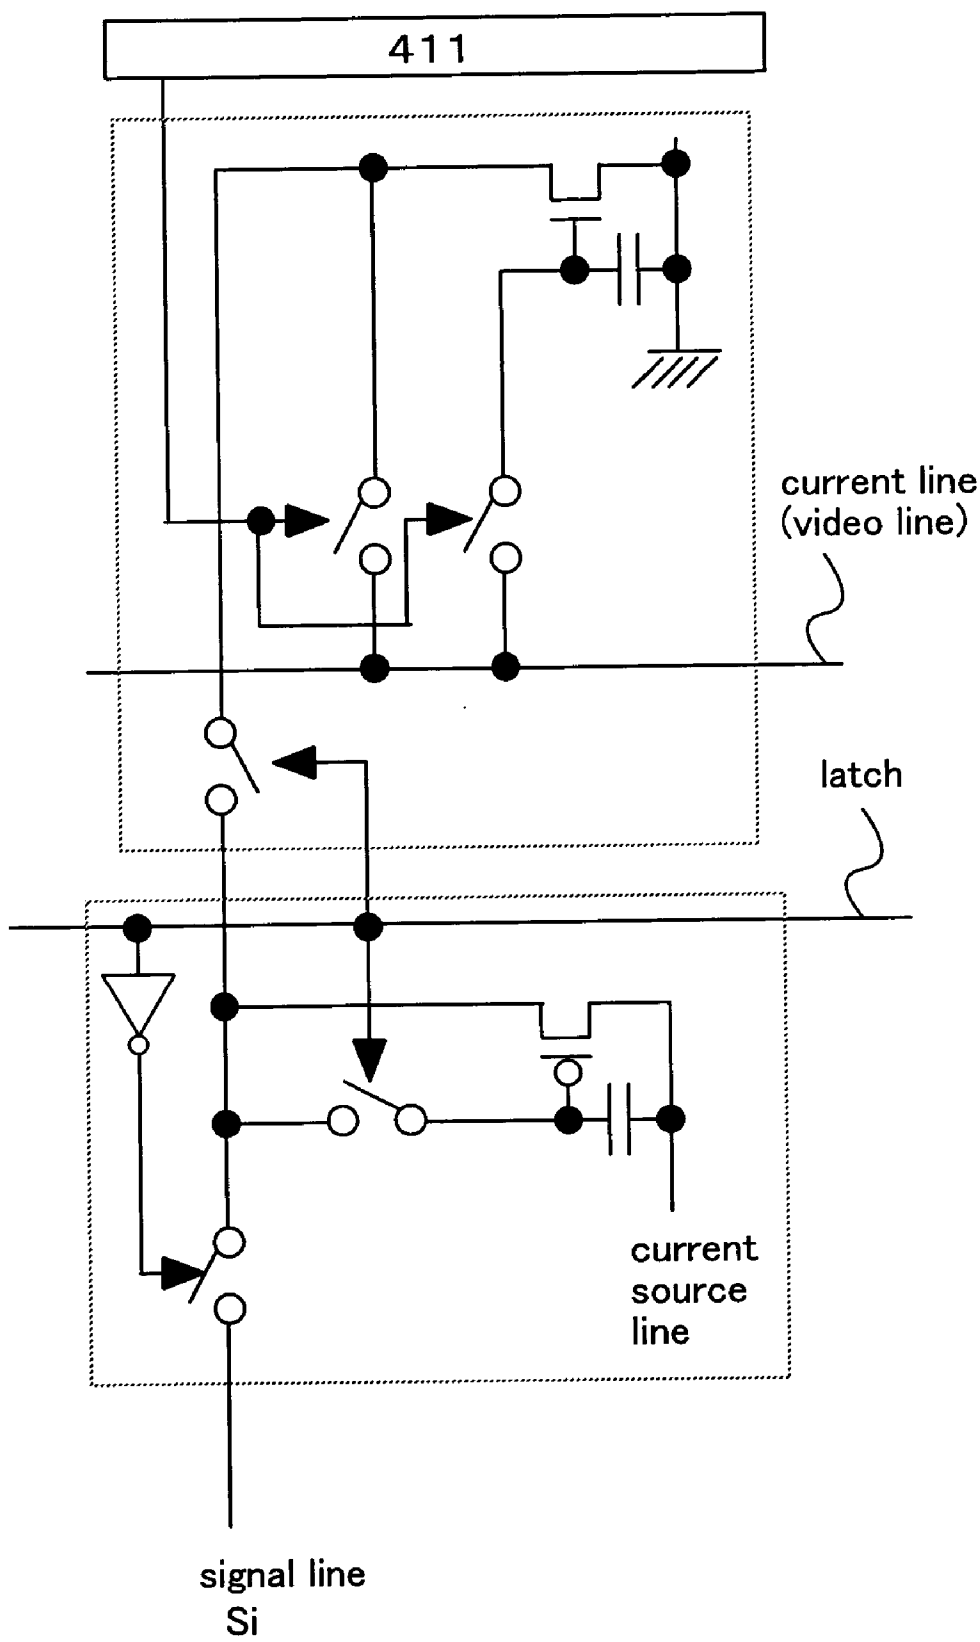 411
current line
(video line)
latch
current
source
line
signal line
Si